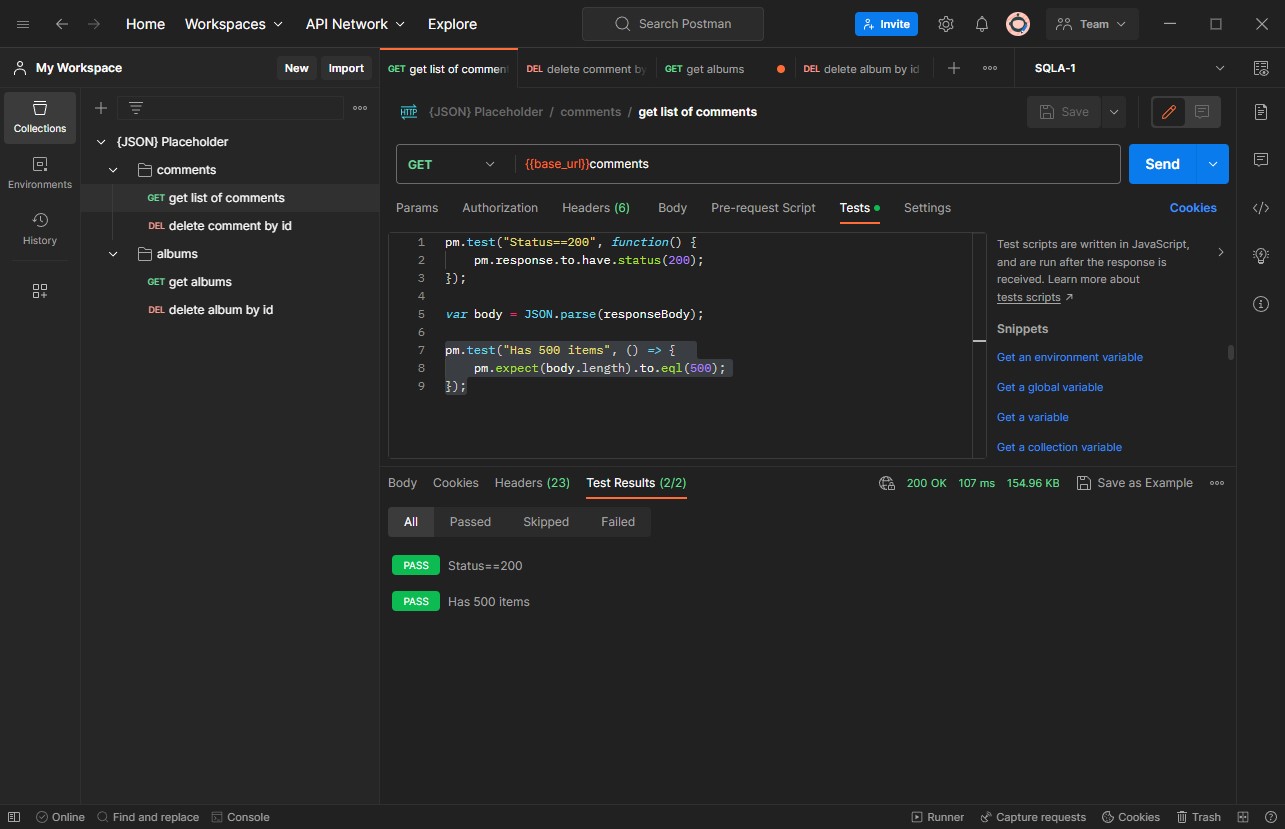 Home
Workspaces
API Network
Explore
Search Postman
Invite
Team
My Workspace
New
Import
GET get list of commen
DEL delete comment by
GET get albums
DEL delete album by id
SQLA-1
Collections
Environments
History
{JSON} Placeholder
comments
GET get list of comments
DEL delete comment by id
albums
GET get albums
DEL delete album by id
HTTP {JSON} Placeholder / comments / get list of comments
Save
GET
{{base_url}}comments
Send
Params
Authorization
Headers (6)
Body
Pre-request Script
Tests
Settings
Cookies
1 pm.test("Status==200", function() {
2 pm.response.to.have.status(200);
3 });
4
5 var body = JSON.parse(responseBody);
6
7 pm.test("Has 500 items", () => {
8 pm.expect(body.length).to.eql(500);
9 });
Test scripts are written in JavaScript,
and are run after the response is
received. Learn more about
tests scripts ↗
Snippets
Get an environment variable
Get a global variable
Get a variable
Get a collection variable
Body
Cookies
Headers (23)
Test Results (2/2)
200 OK
107 ms
154.96 KB
Save as Example
All
Passed
Skipped
Failed
PASS Status==200
PASS Has 500 items
Online
Find and replace
Console
Runner
Capture requests
Cookies
Trash